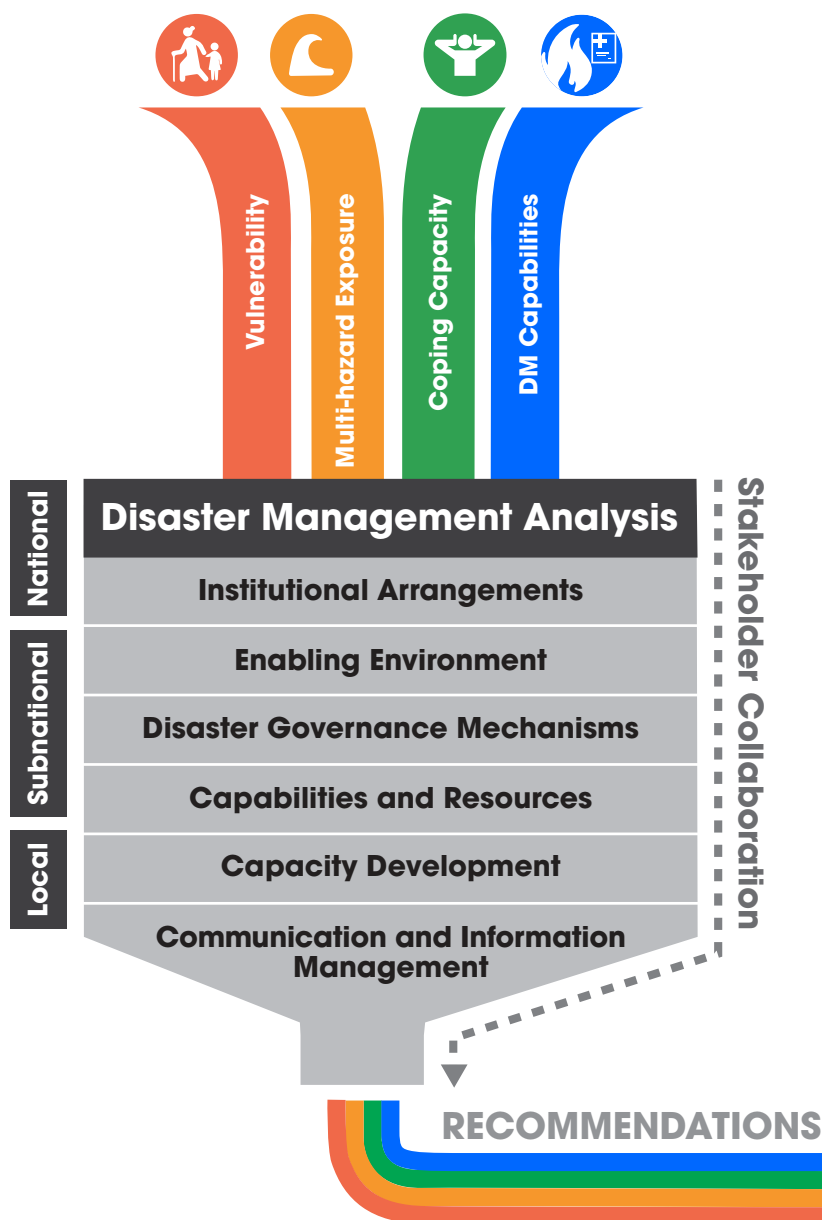 Vulnerability
Multi-hazard Exposure
Coping Capacity
DM Capabilities
National
Subnational
Local
Disaster Management Analysis
Institutional Arrangements
Enabling Environment
Disaster Governance Mechanisms
Capabilities and Resources
Capacity Development
Communication and Information
Management
Stakeholder Collaboration
RECOMMENDATIONS